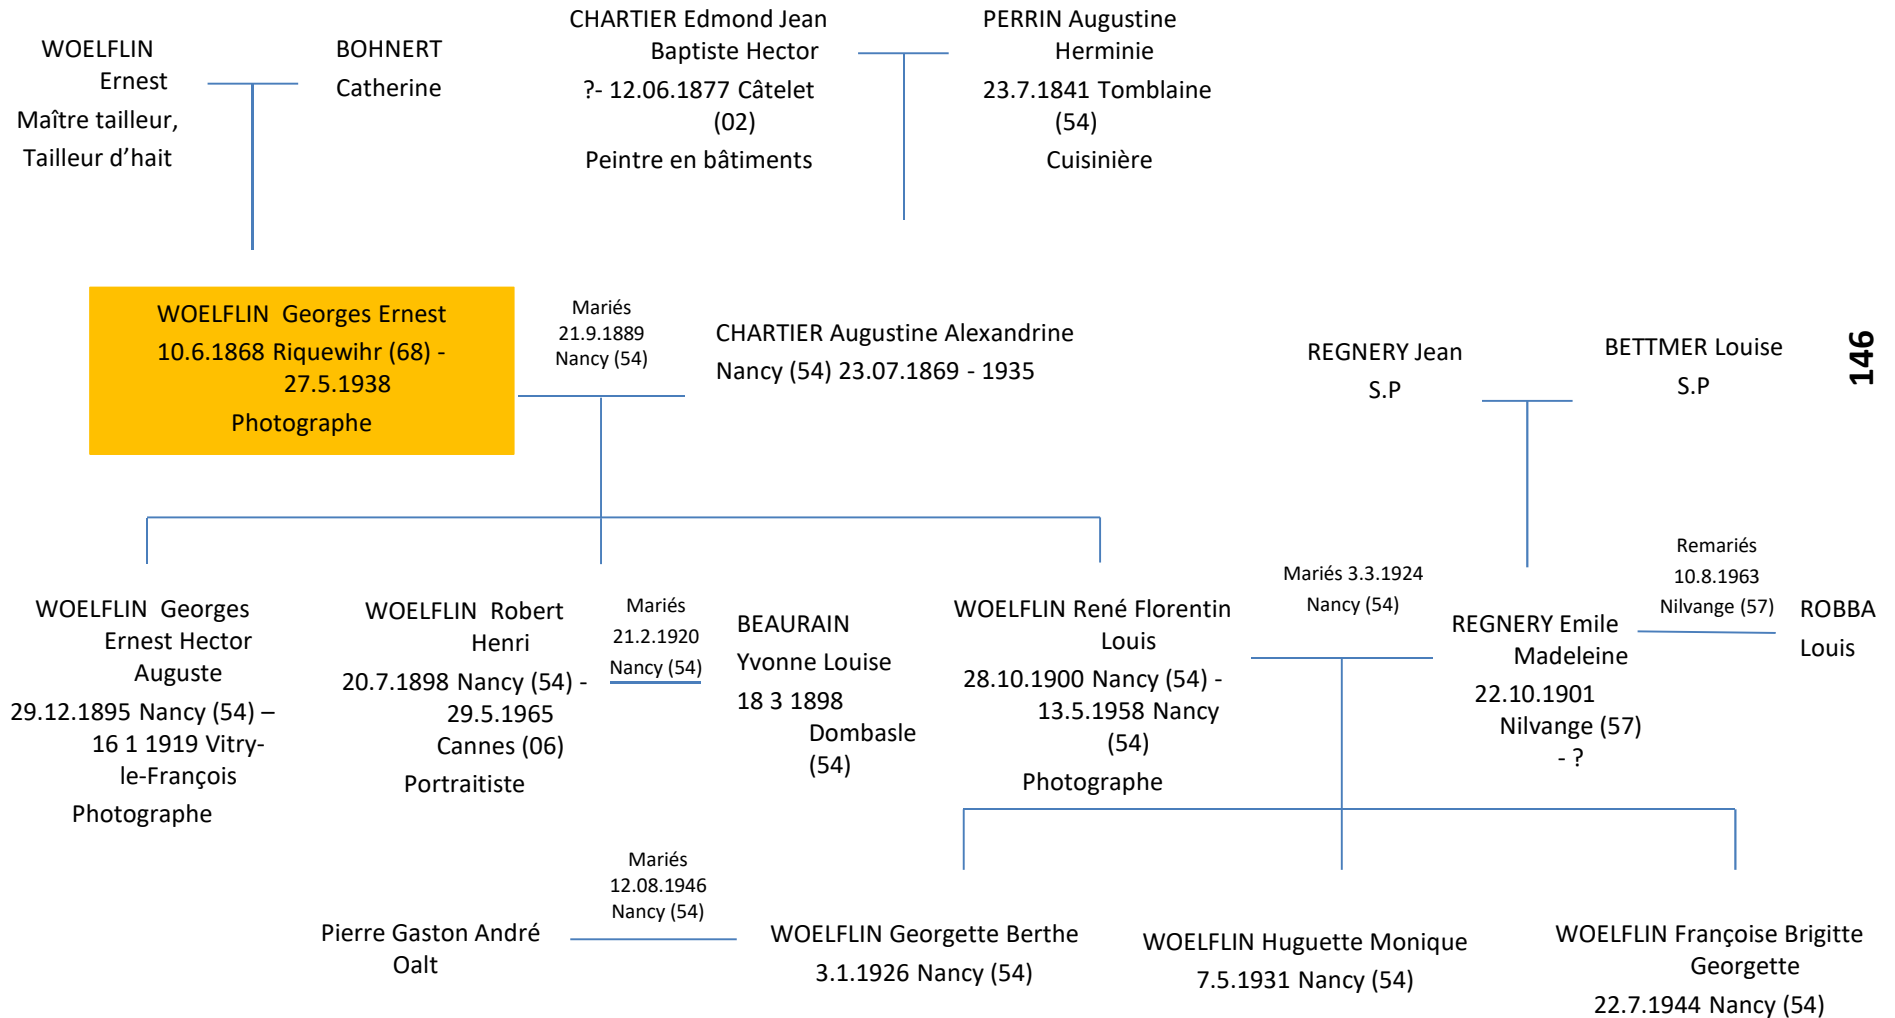 WOELFLIN
Ernest
Maître tailleur,
Tailleur d’hait
BOHNERT
Catherine
CHARTIER Edmond Jean
Baptiste Hector
?- 12.06.1877 Câtelet
(02)
Peintre en bâtiments
PERRIN Augustine
Herminie
23.7.1841 Tomblaine
(54)
Cuisinière
WOELFLIN  Georges Ernest
10.6.1868 Riquewihr (68) -
27.5.1938
Photographe
Mariés
21.9.1889
Nancy (54)
CHARTIER Augustine Alexandrine
Nancy (54) 23.07.1869 - 1935
REGNERY Jean
S.P
BETTMER Louise
S.P
146
WOELFLIN  Georges
Ernest Hector
Auguste
29.12.1895 Nancy (54) –
16 1 1919 Vitry-
le-François
Photographe
WOELFLIN  Robert
Henri
20.7.1898 Nancy (54) -
29.5.1965
Cannes (06)
Portraitiste
Mariés
21.2.1920
Nancy (54)
BEAURAIN
Yvonne Louise
18 3 1898
Dombasle
(54)
WOELFLIN René Florentin
Louis
28.10.1900 Nancy (54) -
13.5.1958 Nancy
(54)
Photographe
Mariés 3.3.1924
Nancy (54)
REGNERY Emile
Madeleine
22.10.1901
Nilvange (57)
- ?
Remariés
10.8.1963
Nilvange (57)
ROBBA
Louis
Pierre Gaston André
Oalt
Mariés
12.08.1946
Nancy (54)
WOELFLIN Georgette Berthe
3.1.1926 Nancy (54)
WOELFLIN Huguette Monique
7.5.1931 Nancy (54)
WOELFLIN Françoise Brigitte
Georgette
22.7.1944 Nancy (54)